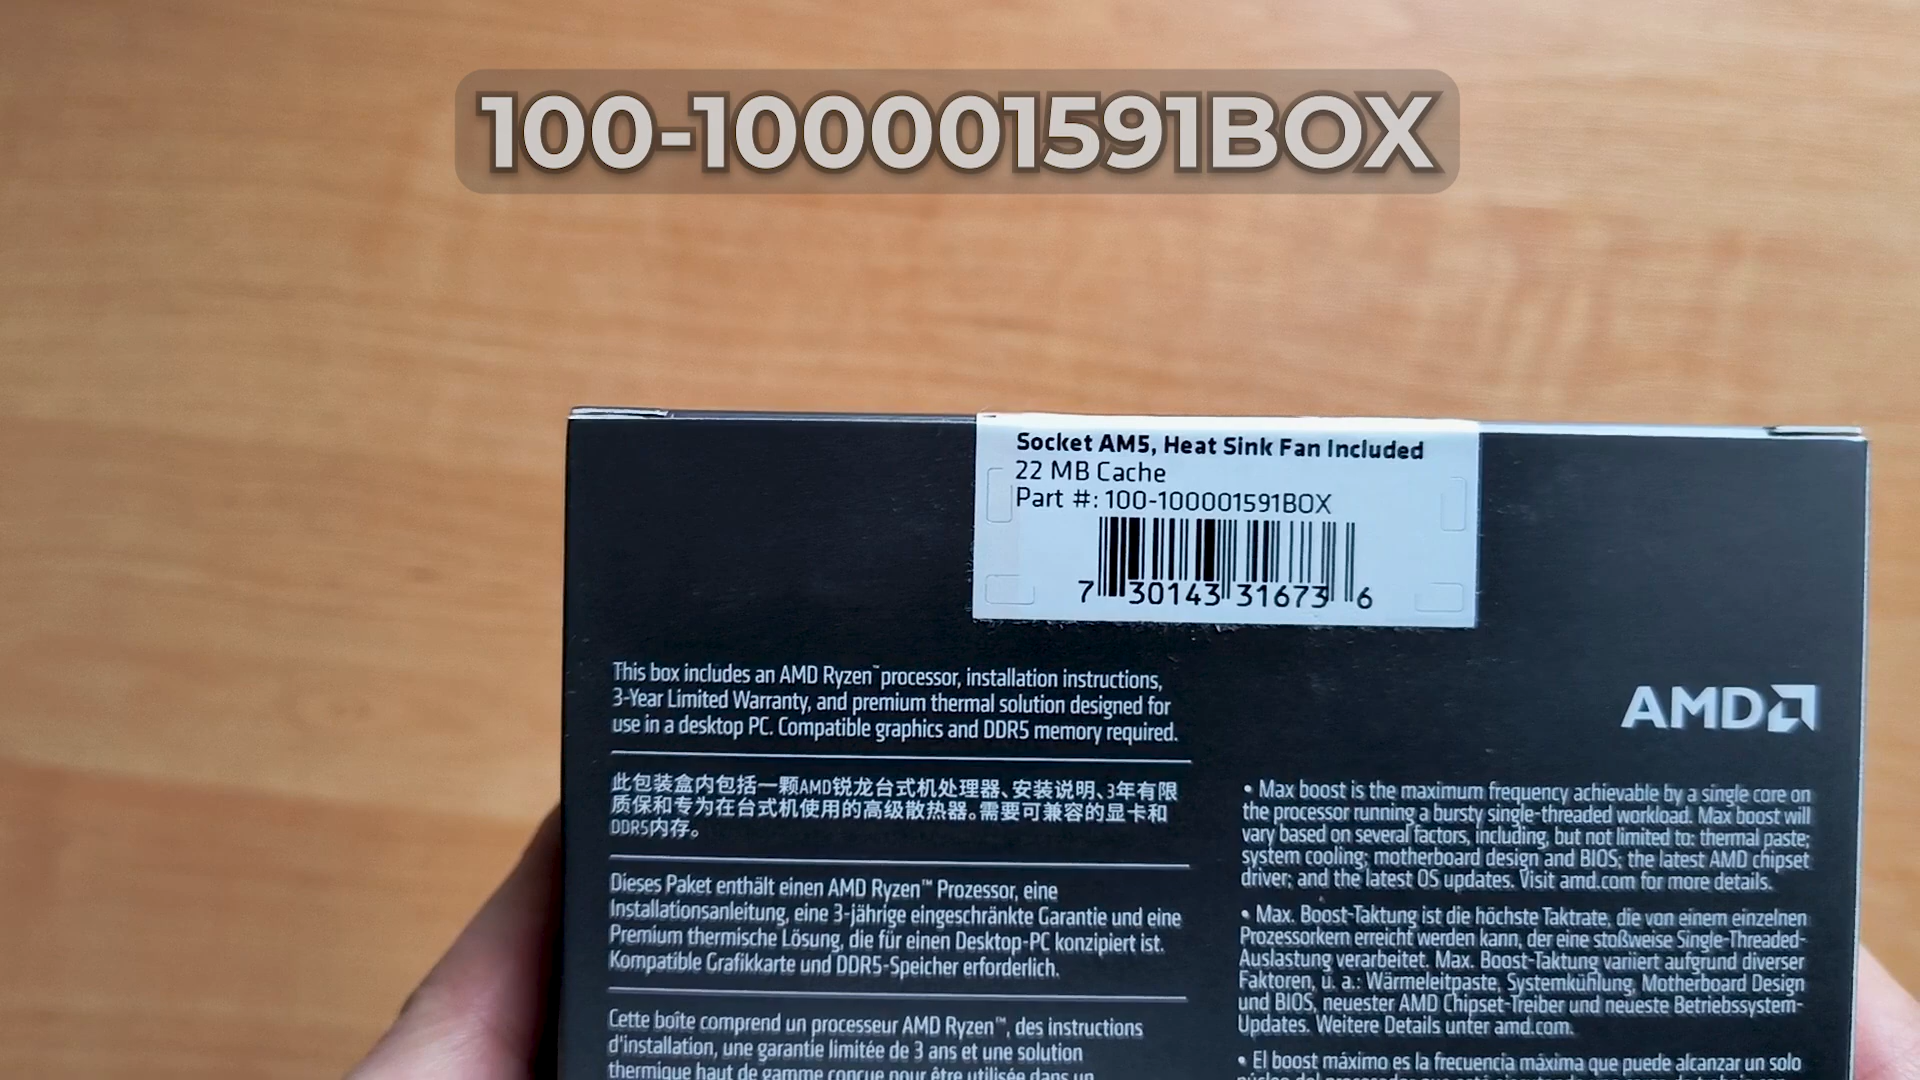 100-100001591BOX
Socket AM5, Heat Sink Fan Included
22 MB Cache
Part #: 100-100001591BOX
7 30143 31673 6
This box includes an AMD Ryzen™ processor, installation instructions,
3-Year Limited Warranty, and premium thermal solution designed for
use in a desktop PC. Compatible graphics and DDR5 memory required.
此包装盒内包括一颗AMD锐龙台式机处理器、安装说明、3年有限
质保和专为在台式机使用的高级散热器。需要可兼容的显卡和
DDR5内存。
Dieses Paket enthält einen AMD Ryzen™ Prozessor, eine
Installationsanleitung, eine 3-jährige eingeschränkte Garantie und eine
Premium thermische Lösung, die für einen Desktop-PC konzipiert ist.
Kompatible Grafikkarte und DDR5-Speicher erforderlich.
Cette boîte comprend un processeur AMD Ryzen™, des instructions
d'installation, une garantie limitée de 3 ans et une solution
thermique haut de gamme conçue pour être utilisée dans un
AMD
• Max boost is the maximum frequency achievable by a single core on
the processor running a bursty single-threaded workload. Max boost will
vary based on several factors, including, but not limited to: thermal paste;
system cooling; motherboard design and BIOS; the latest AMD chipset
driver; and the latest OS updates. Visit amd.com for more details.
• Max. Boost-Taktung ist die höchste Taktrate, die von einem einzelnen
Prozessorkern erreicht werden kann, der eine stoßweise Single-Threaded-
Auslastung verarbeitet. Max. Boost-Taktung variiert aufgrund diverser
Faktoren, u. a.: Wärmeleitpaste, Systemkühlung, Motherboard Design
und BIOS, neuester AMD Chipset-Treiber und neueste Betriebssystem-
Updates. Weitere Details unter amd.com.
• El boost máximo es la frecuencia máxima que puede alcanzar un solo